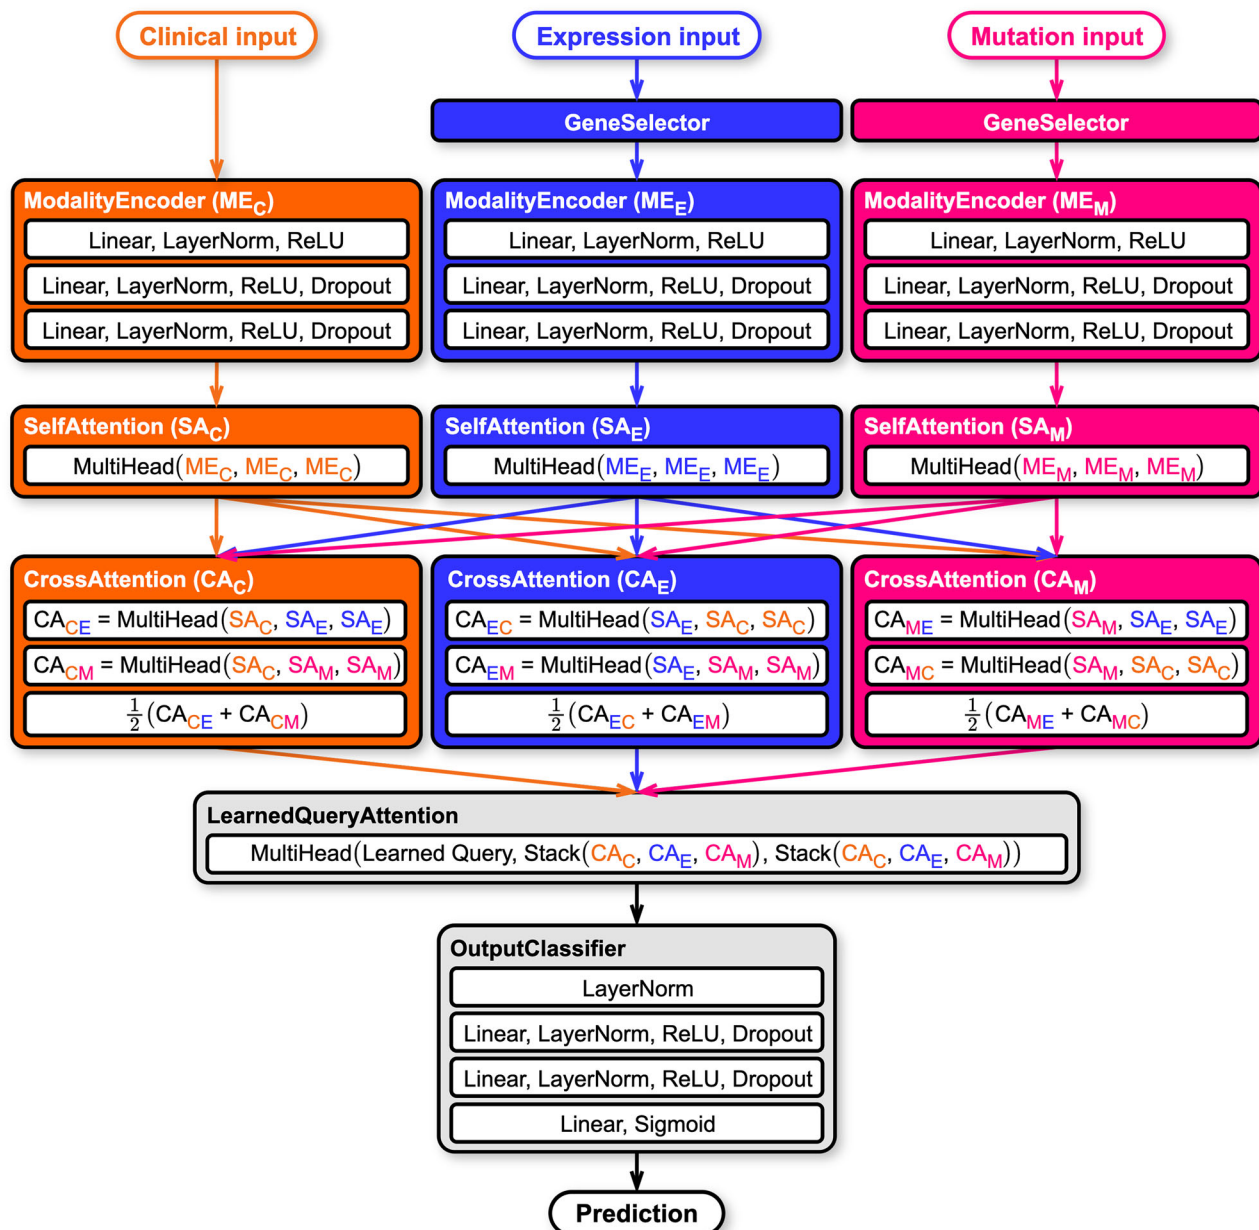 Clinical input
Expression input
Mutation input
GeneSelector
GeneSelector
ModalityEncoder (ME_C)
Linear, LayerNorm, ReLU
Linear, LayerNorm, ReLU, Dropout
Linear, LayerNorm, ReLU, Dropout
ModalityEncoder (ME_E)
Linear, LayerNorm, ReLU
Linear, LayerNorm, ReLU, Dropout
Linear, LayerNorm, ReLU, Dropout
ModalityEncoder (ME_M)
Linear, LayerNorm, ReLU
Linear, LayerNorm, ReLU, Dropout
Linear, LayerNorm, ReLU, Dropout
SelfAttention (SA_C)
MultiHead(ME_C, ME_C, ME_C)
SelfAttention (SA_E)
MultiHead(ME_E, ME_E, ME_E)
SelfAttention (SA_M)
MultiHead(ME_M, ME_M, ME_M)
CrossAttention (CA_C)
CA_CE = MultiHead(SA_C, SA_E, SA_E)
CA_CM = MultiHead(SA_C, SA_M, SA_M)
1/2 (CA_CE + CA_CM)
CrossAttention (CA_E)
CA_EC = MultiHead(SA_E, SA_C, SA_C)
CA_EM = MultiHead(SA_E, SA_M, SA_M)
1/2 (CA_EC + CA_EM)
CrossAttention (CA_M)
CA_ME = MultiHead(SA_M, SA_E, SA_E)
CA_MC = MultiHead(SA_M, SA_C, SA_C)
1/2 (CA_ME + CA_MC)
LearnedQueryAttention
MultiHead(Learned Query, Stack(CA_C, CA_E, CA_M), Stack(CA_C, CA_E, CA_M))
OutputClassifier
LayerNorm
Linear, LayerNorm, ReLU, Dropout
Linear, LayerNorm, ReLU, Dropout
Linear, Sigmoid
Prediction